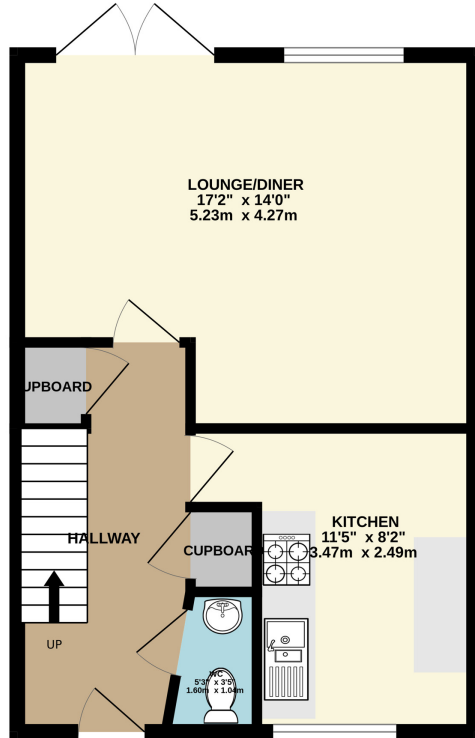 LOUNGE/DINER
17'2" x 14'0"
5.23m x 4.27m
UPBOARD
KITCHEN
11'5" x 8'2"
3.47m x 2.49m
HALLWAY
CUPBOARD
UP
WC
5'3" x 3'5"
1.60m x 1.04m